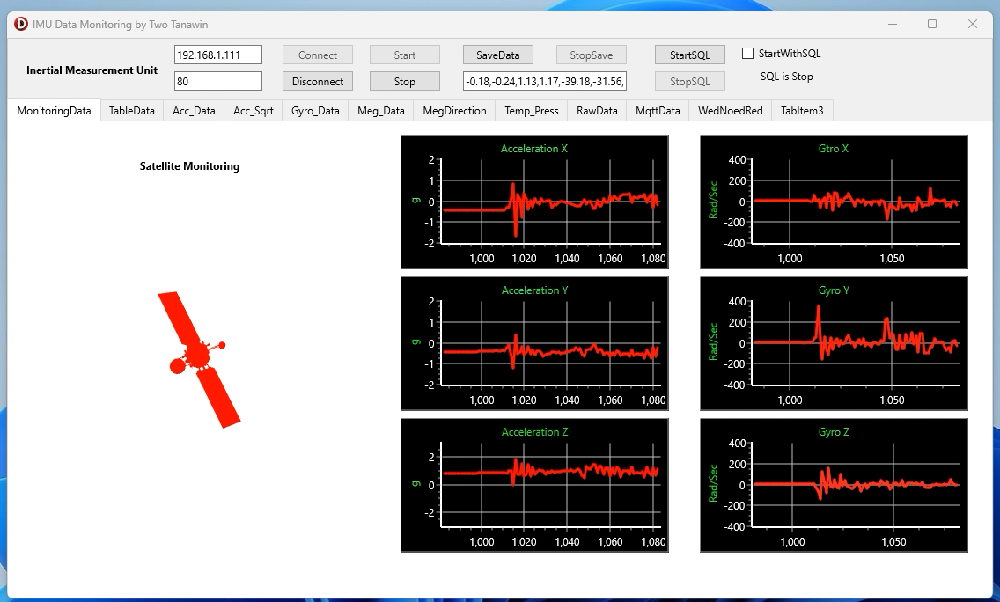 IMU Data Monitoring by Two Tanawin
Inertial Measurement Unit
192.168.1.111
Connect
Start
SaveData
StopSave
StartSQL
StartWithSQL
80
Disconnect
Stop
-0.18,-0.24,1.13,1.17,-39.18,-31.56,
StopSQL
SQL is Stop
MonitoringData
TableData
Acc_Data
Acc_Sqrt
Gyro_Data
Meg_Data
MegDirection
Temp_Press
RawData
MqttData
WedNoedRed
TabItem3
Satellite Monitoring
Acceleration X
g
2
1
0
-1
-2
1,000 1,020 1,040 1,060 1,080
Gtro X
Rad/Sec
400
200
0
-200
-400
1,000 1,050
Acceleration Y
g
2
1
0
-1
-2
1,000 1,020 1,040 1,060 1,080
Gyro Y
Rad/Sec
400
200
0
-200
-400
1,000 1,050
Acceleration Z
g
2
0
-2
1,000 1,020 1,040 1,060 1,080
Gyro Z
Rad/Sec
400
200
0
-200
-400
1,000 1,050